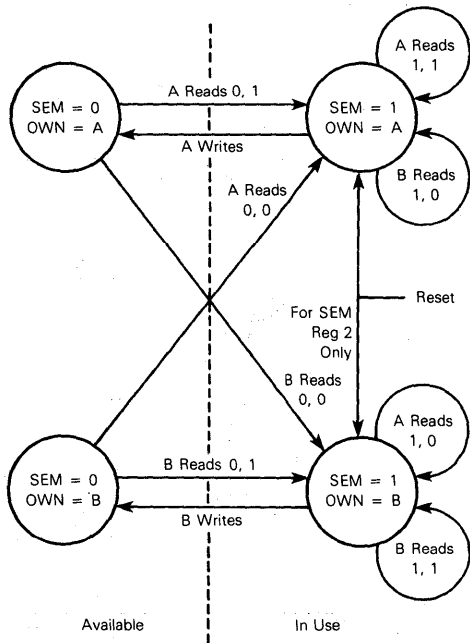 A Reads
1, 1
A Reads 0, 1
SEM = 0
OWN = A
SEM = 1
OWN = A
A Writes
A Reads
0, 0
B Reads
1, 0
Reset
For SEM
Reg 2
Only
B Reads
0, 0
A Reads
1, 0
B Reads 0, 1
SEM = 0
OWN = B
SEM = 1
OWN = B
B Writes
B Reads
1, 1
Available
In Use